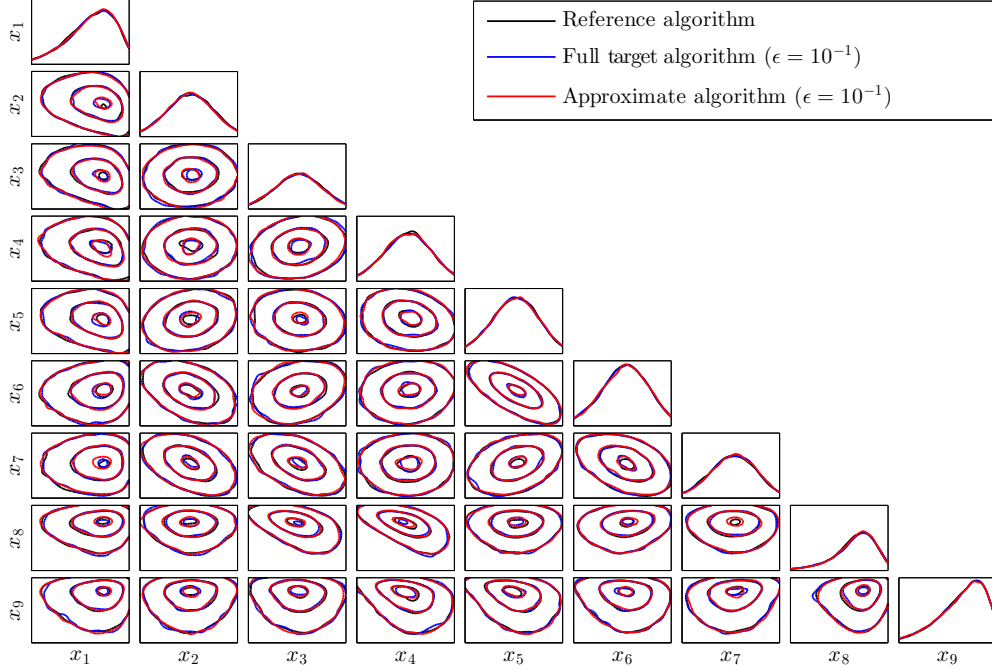 Reference algorithm
Full target algorithm (ϵ = 10⁻¹)
Approximate algorithm (ϵ = 10⁻¹)
x₁
x₂
x₃
x₄
x₅
x₆
x₇
x₈
x₉
x₁ x₂ x₃ x₄ x₅ x₆ x₇ x₈ x₉